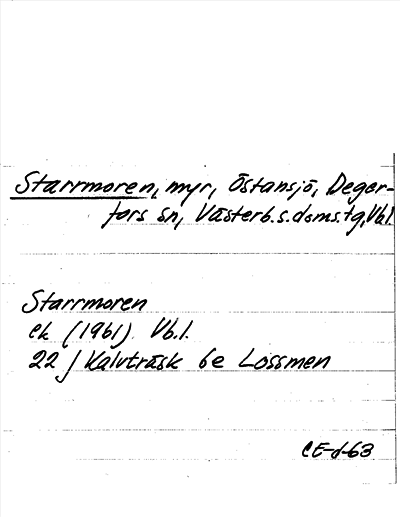 Starrmoren, myr, Östansjö, Deger-
fors sn, Västerb.s.doms.tg, Vb.l.
Starrmoren
ek (1961) Vb.l.
22 J Kalvträsk 6e Lossmen
CE-d-63